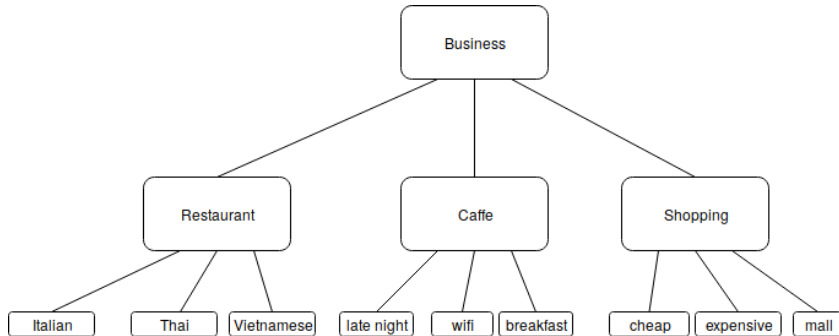 Business
Restaurant
Caffe
Shopping
Italian
Thai
Vietnamese
late night
wifi
breakfast
cheap
expensive
mall